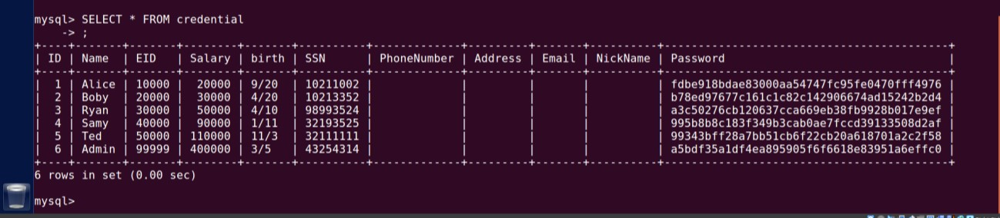 mysql> SELECT * FROM credential
    -> ;
+----+-------+-------+--------+-------+----------+-------------+---------+-------+----------+------------------------------------------+
| ID | Name  | EID   | Salary | birth | SSN      | PhoneNumber | Address | Email | NickName | Password                                 |
+----+-------+-------+--------+-------+----------+-------------+---------+-------+----------+------------------------------------------+
|  1 | Alice | 10000 |  20000 | 9/20  | 10211002 |             |         |       |          | fdbe918bdae83000aa54747fc95fe0470fff4976 |
|  2 | Boby  | 20000 |  30000 | 4/20  | 10213352 |             |         |       |          | b78ed97677c161c1c82c142906674ad15242b2d4 |
|  3 | Ryan  | 30000 |  50000 | 4/10  | 98993524 |             |         |       |          | a3c50276cb120637cca669eb38fb9928b017e9ef |
|  4 | Samy  | 40000 |  90000 | 1/11  | 32193525 |             |         |       |          | 995b8b8c183f349b3cab0ae7fccd39133508d2af |
|  5 | Ted   | 50000 | 110000 | 11/3  | 32111111 |             |         |       |          | 99343bff28a7bb51cb6f22cb20a618701a2c2f58 |
|  6 | Admin | 99999 | 400000 | 3/5   | 43254314 |             |         |       |          | a5bdf35a1df4ea895905f6f6618e83951a6effc0 |
+----+-------+-------+--------+-------+----------+-------------+---------+-------+----------+------------------------------------------+
6 rows in set (0.00 sec)
mysql>